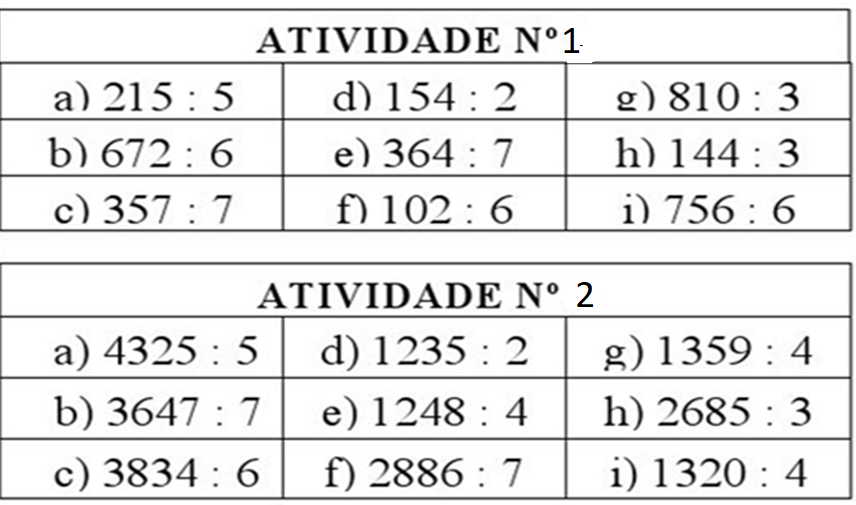 ATIVIDADE Nº1
a) 215 : 5 d) 154 : 2 g) 810 : 3
b) 672 : 6 e) 364 : 7 h) 144 : 3
c) 357 : 7 f) 102 : 6 i) 756 : 6
ATIVIDADE Nº 2
a) 4325 : 5 d) 1235 : 2 g) 1359 : 4
b) 3647 : 7 e) 1248 : 4 h) 2685 : 3
c) 3834 : 6 f) 2886 : 7 i) 1320 : 4